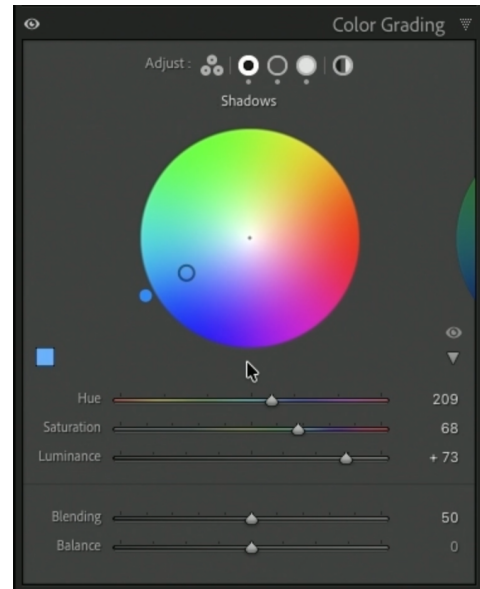 Color Grading
Adjust :
Shadows
Hue 209
Saturation 68
Luminance + 73
Blending 50
Balance 0